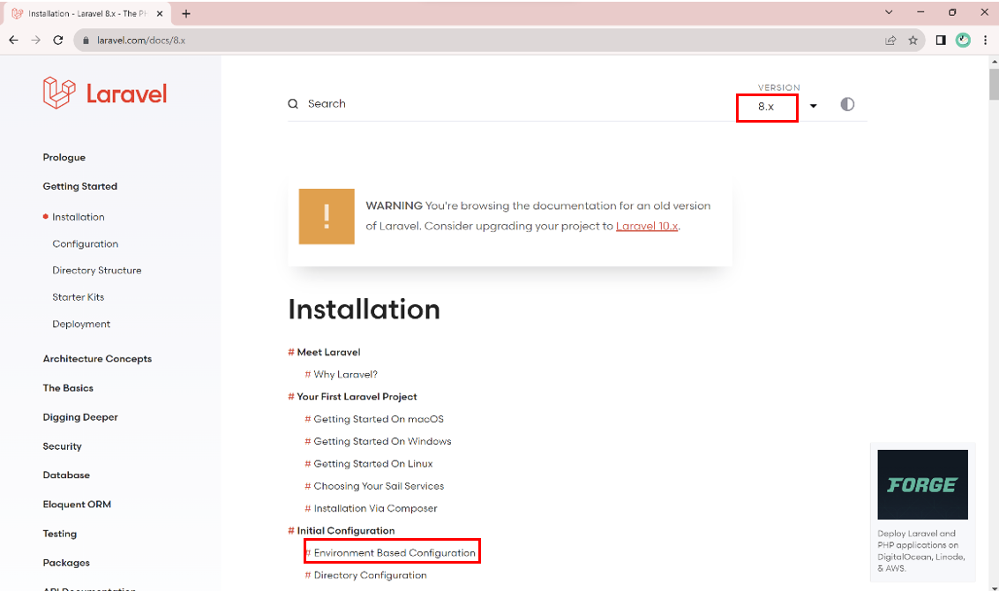 Installation - Laravel 8.x - The PH
laravel.com/docs/8.x
Laravel
Prologue
Getting Started
Installation
Configuration
Directory Structure
Starter Kits
Deployment
Architecture Concepts
The Basics
Digging Deeper
Security
Database
Eloquent ORM
Testing
Packages
API Documentation
Search
VERSION
8.x
!
WARNING You're browsing the documentation for an old version
of Laravel. Consider upgrading your project to Laravel 10.x.
Installation
# Meet Laravel
# Why Laravel?
# Your First Laravel Project
# Getting Started On macOS
# Getting Started On Windows
# Getting Started On Linux
# Choosing Your Sail Services
# Installation Via Composer
# Initial Configuration
# Environment Based Configuration
# Directory Configuration
FORGE
Deploy Laravel and
PHP applications on
DigitalOcean, Linode,
& AWS.